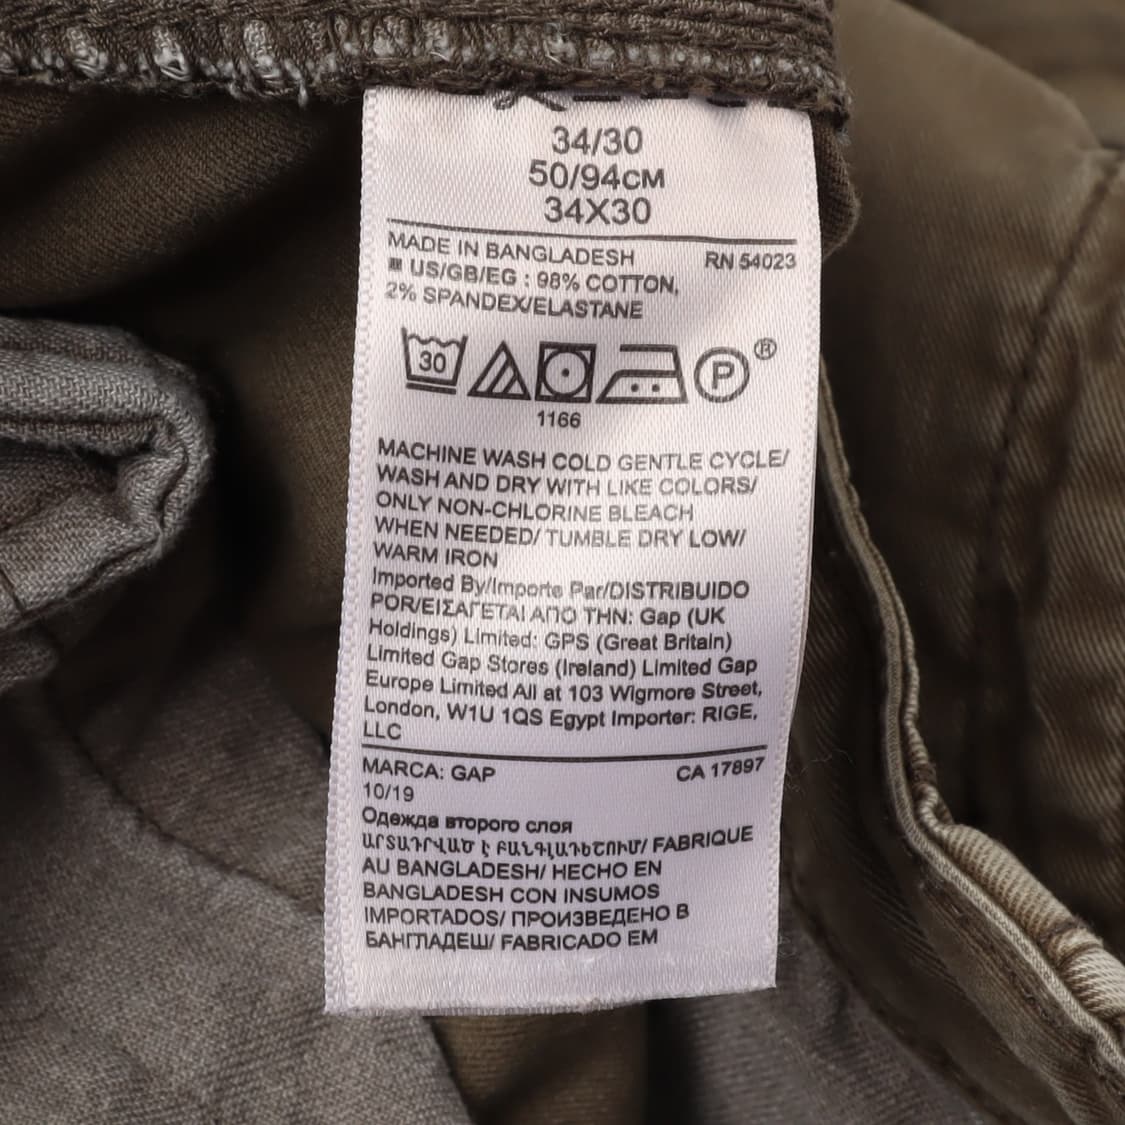 34/30
50/94CM
34X30
MADE IN BANGLADESH RN 54023
US/GB/EG : 98% COTTON,
2% SPANDEX/ELASTANE
30
P ®
1166
MACHINE WASH COLD GENTLE CYCLE/
WASH AND DRY WITH LIKE COLORS/
ONLY NON-CHLORINE BLEACH
WHEN NEEDED/ TUMBLE DRY LOW/
WARM IRON
Imported By/Importe Par/DISTRIBUIDO
POR/ΕΙΣΑΓΕΤΑΙ ΑΠΟ ΤΗΝ: Gap (UK
Holdings) Limited: GPS (Great Britain)
Limited Gap Stores (Ireland) Limited Gap
Europe Limited All at 103 Wigmore Street,
London, W1U 1QS Egypt Importer: RIGE,
LLC
MARCA: GAP CA 17897
10/19
Одежда второго слоя
ԱՐՏԱԴՐՎԱԾ Է ԲԱՆԳԼԱԴԵՇՈՒՄ/ FABRIQUE
AU BANGLADESH/ HECHO EN
BANGLADESH CON INSUMOS
IMPORTADOS/ ПРОИЗВЕДЕНО В
БАНГЛАДЕШ/ FABRICADO EM